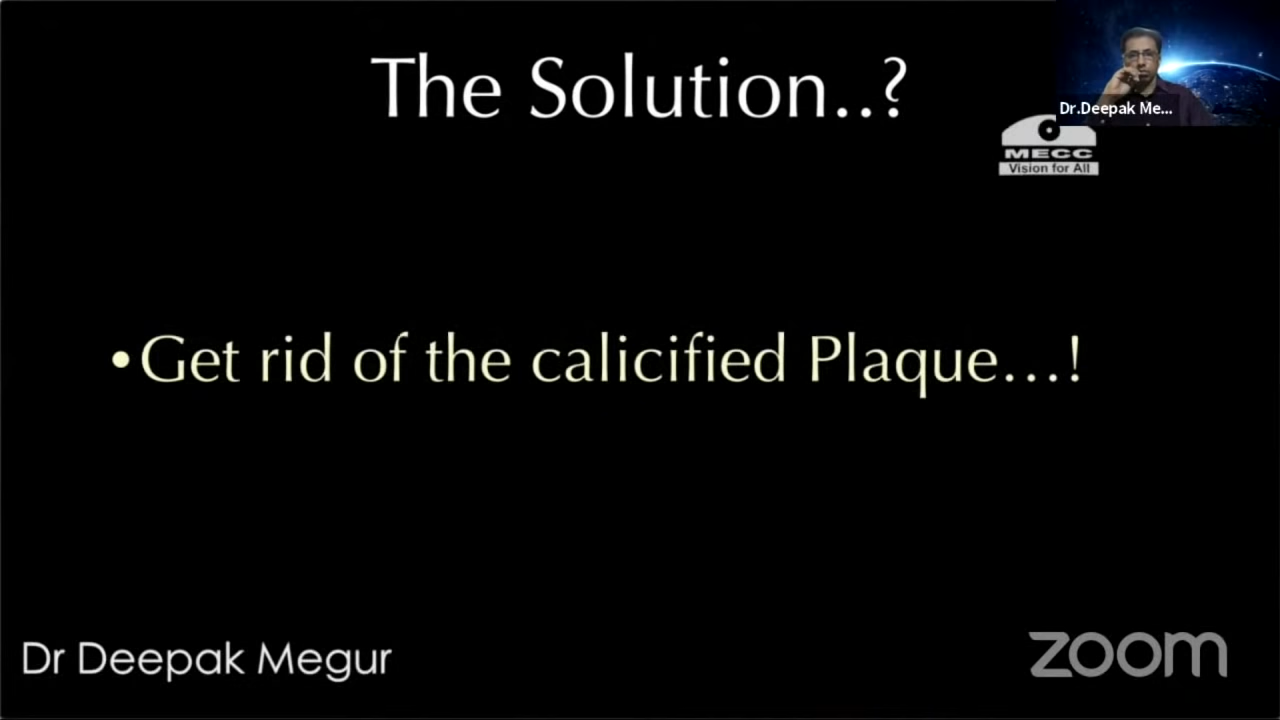 The Solution..?
Dr.Deepak Me...
MECC
Vision for All
•Get rid of the calicified Plaque...!
Dr Deepak Megur
zoom